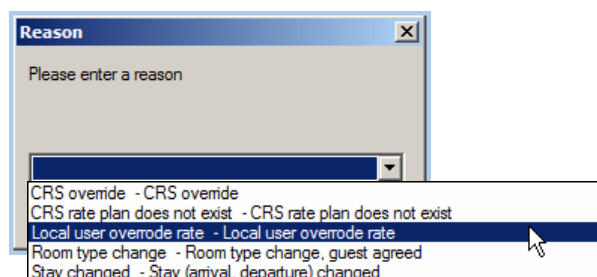 Reason
Please enter a reason
CRS override - CRS override
CRS rate plan does not exist - CRS rate plan does not exist
Local user overrode rate - Local user overrode rate
Room type change - Room type change, guest agreed
Stay changed - Stay (arrival, departure) changed